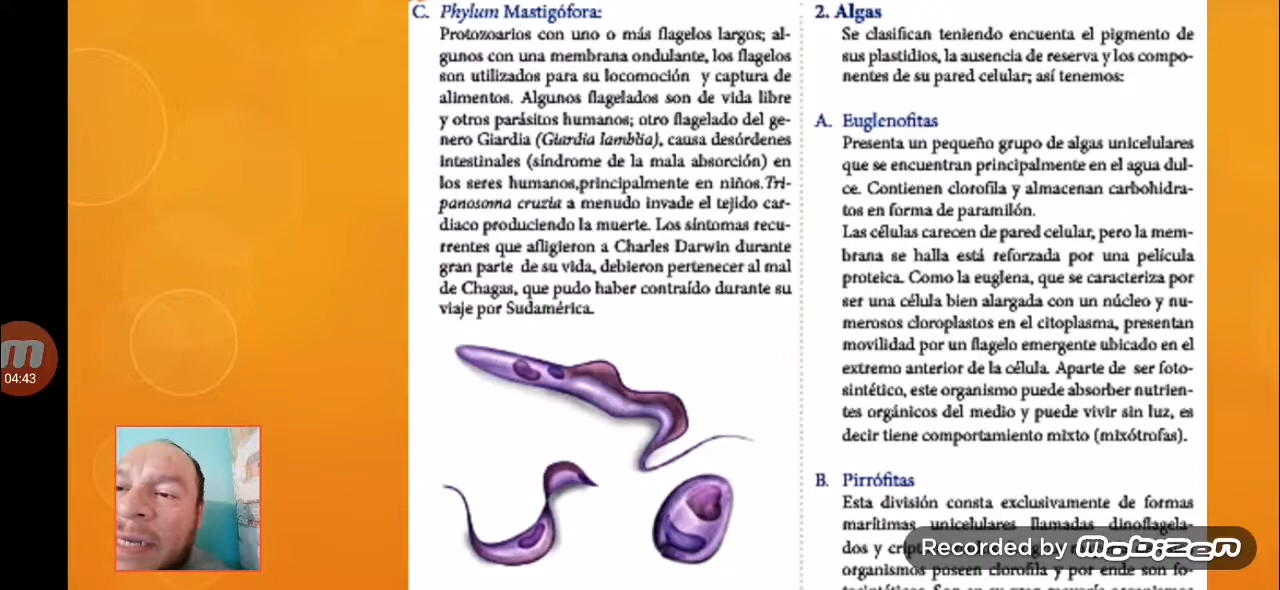 C. Phylum Mastigófora:
Protozoarios con uno o más flagelos largos; al-
gunos con una membrana ondulante, los flagelos
son utilizados para su locomoción y captura de
alimentos. Algunos flagelados son de vida libre
y otros parásitos humanos; otro flagelado del ge-
nero Giardia (Giardia lamblia), causa desórdenes
intestinales (síndrome de la mala absorción) en
los seres humanos,principalmente en niños.Tri-
panosoma cruzia a menudo invade el tejido car-
diaco produciendo la muerte. Los síntomas recu-
rrentes que afligieron a Charles Darwin durante
gran parte de su vida, debieron pertenecer al mal
de Chagas, que pudo haber contraído durante su
viaje por Sudamérica.
2. Algas
Se clasifican teniendo encuenta el pigmento de
sus plastidios, la ausencia de reserva y los compo-
nentes de su pared celular; así tenemos:
A. Euglenofitas
Presenta un pequeño grupo de algas unicelulares
que se encuentran principalmente en el agua dul-
ce. Contienen clorofila y almacenan carbohidra-
tos en forma de paramilón.
Las células carecen de pared celular, pero la mem-
brana se halla está reforzada por una película
proteica. Como la euglena, que se caracteriza por
ser una célula bien alargada con un núcleo y nu-
merosos cloroplastos en el citoplasma, presentan
movilidad por un flagelo emergente ubicado en el
extremo anterior de la célula. Aparte de ser foto-
sintético, este organismo puede absorber nutrien-
tes orgánicos del medio y puede vivir sin luz, es
decir tiene comportamiento mixto (mixótrofas).
B. Pirrófitas
Esta división consta exclusivamente de formas
marítimas unicelulares llamadas dinoflagela-
dos y
organismos poseen clorofila y por ende son fo-
04:43
Recorded by Mobizen